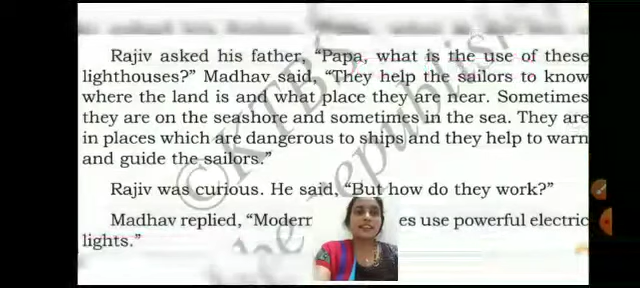 Rajiv asked his father, "Papa, what is the use of these
lighthouses?" Madhav said, "They help the sailors to know
where the land is and what place they are near. Sometimes
they are on the seashore and sometimes in the sea. They are
in places which are dangerous to ships and they help to warn
and guide the sailors."
Rajiv was curious. He said, "But how do they work?"
Madhav replied, "Moderr es use powerful electric
lights."
©KTBS
republish